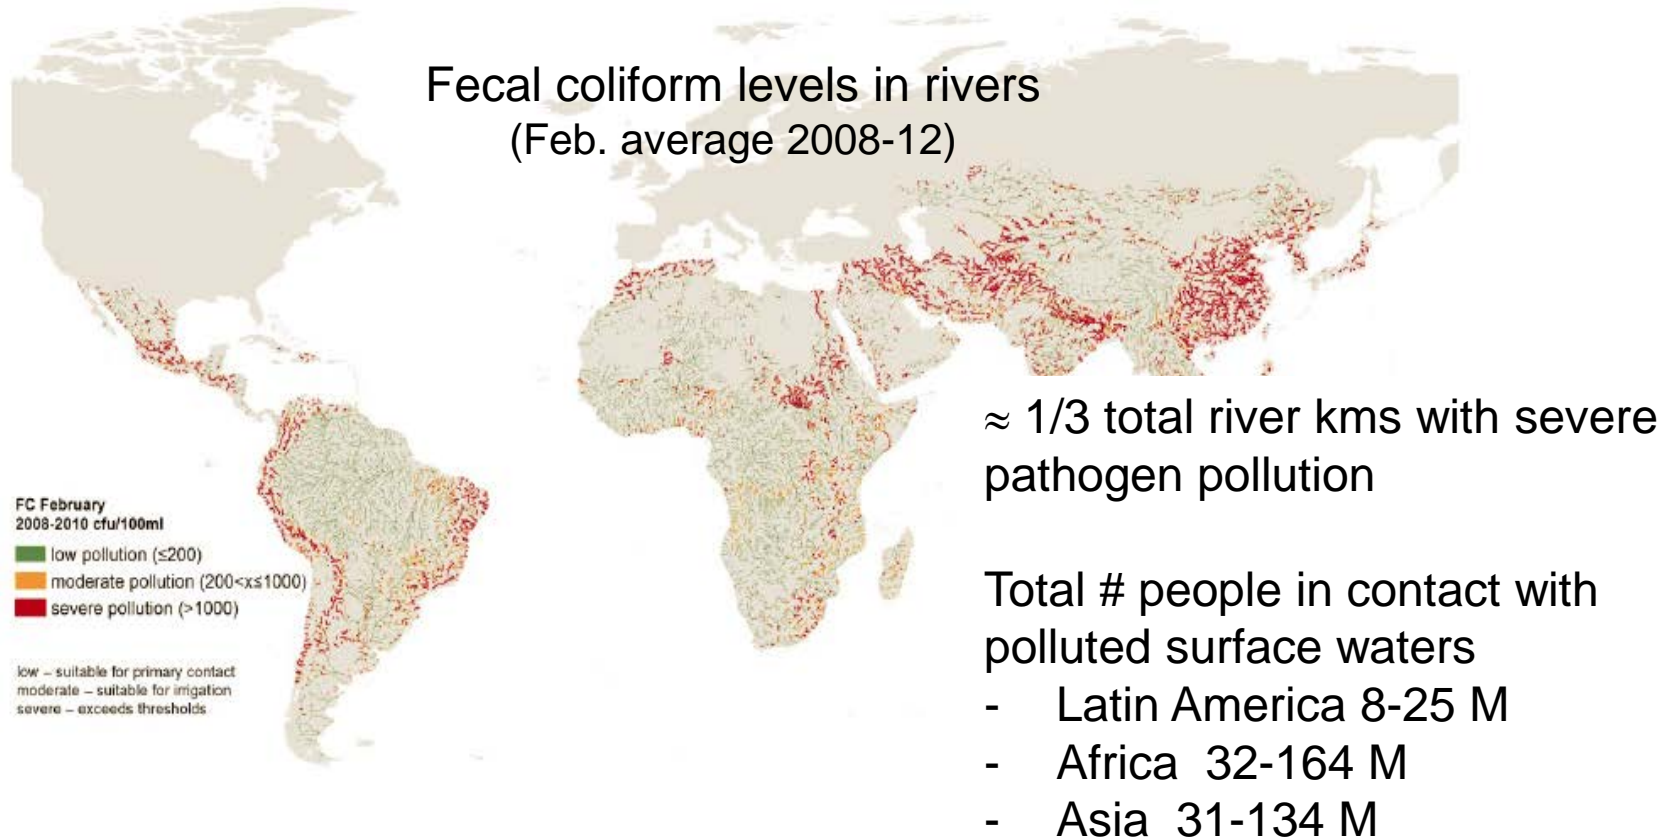 Fecal coliform levels in rivers
(Feb. average 2008-12)
≈ 1/3 total river kms with severe
pathogen pollution
FC February
2008-2010 cfu/100ml
low pollution (≤200)
moderate pollution (200<x≤1000)
severe pollution (>1000)
low – suitable for primary contact
moderate – suitable for irrigation
severe – exceeds thresholds
Total # people in contact with
polluted surface waters
- Latin America 8-25 M
- Africa 32-164 M
- Asia 31-134 M